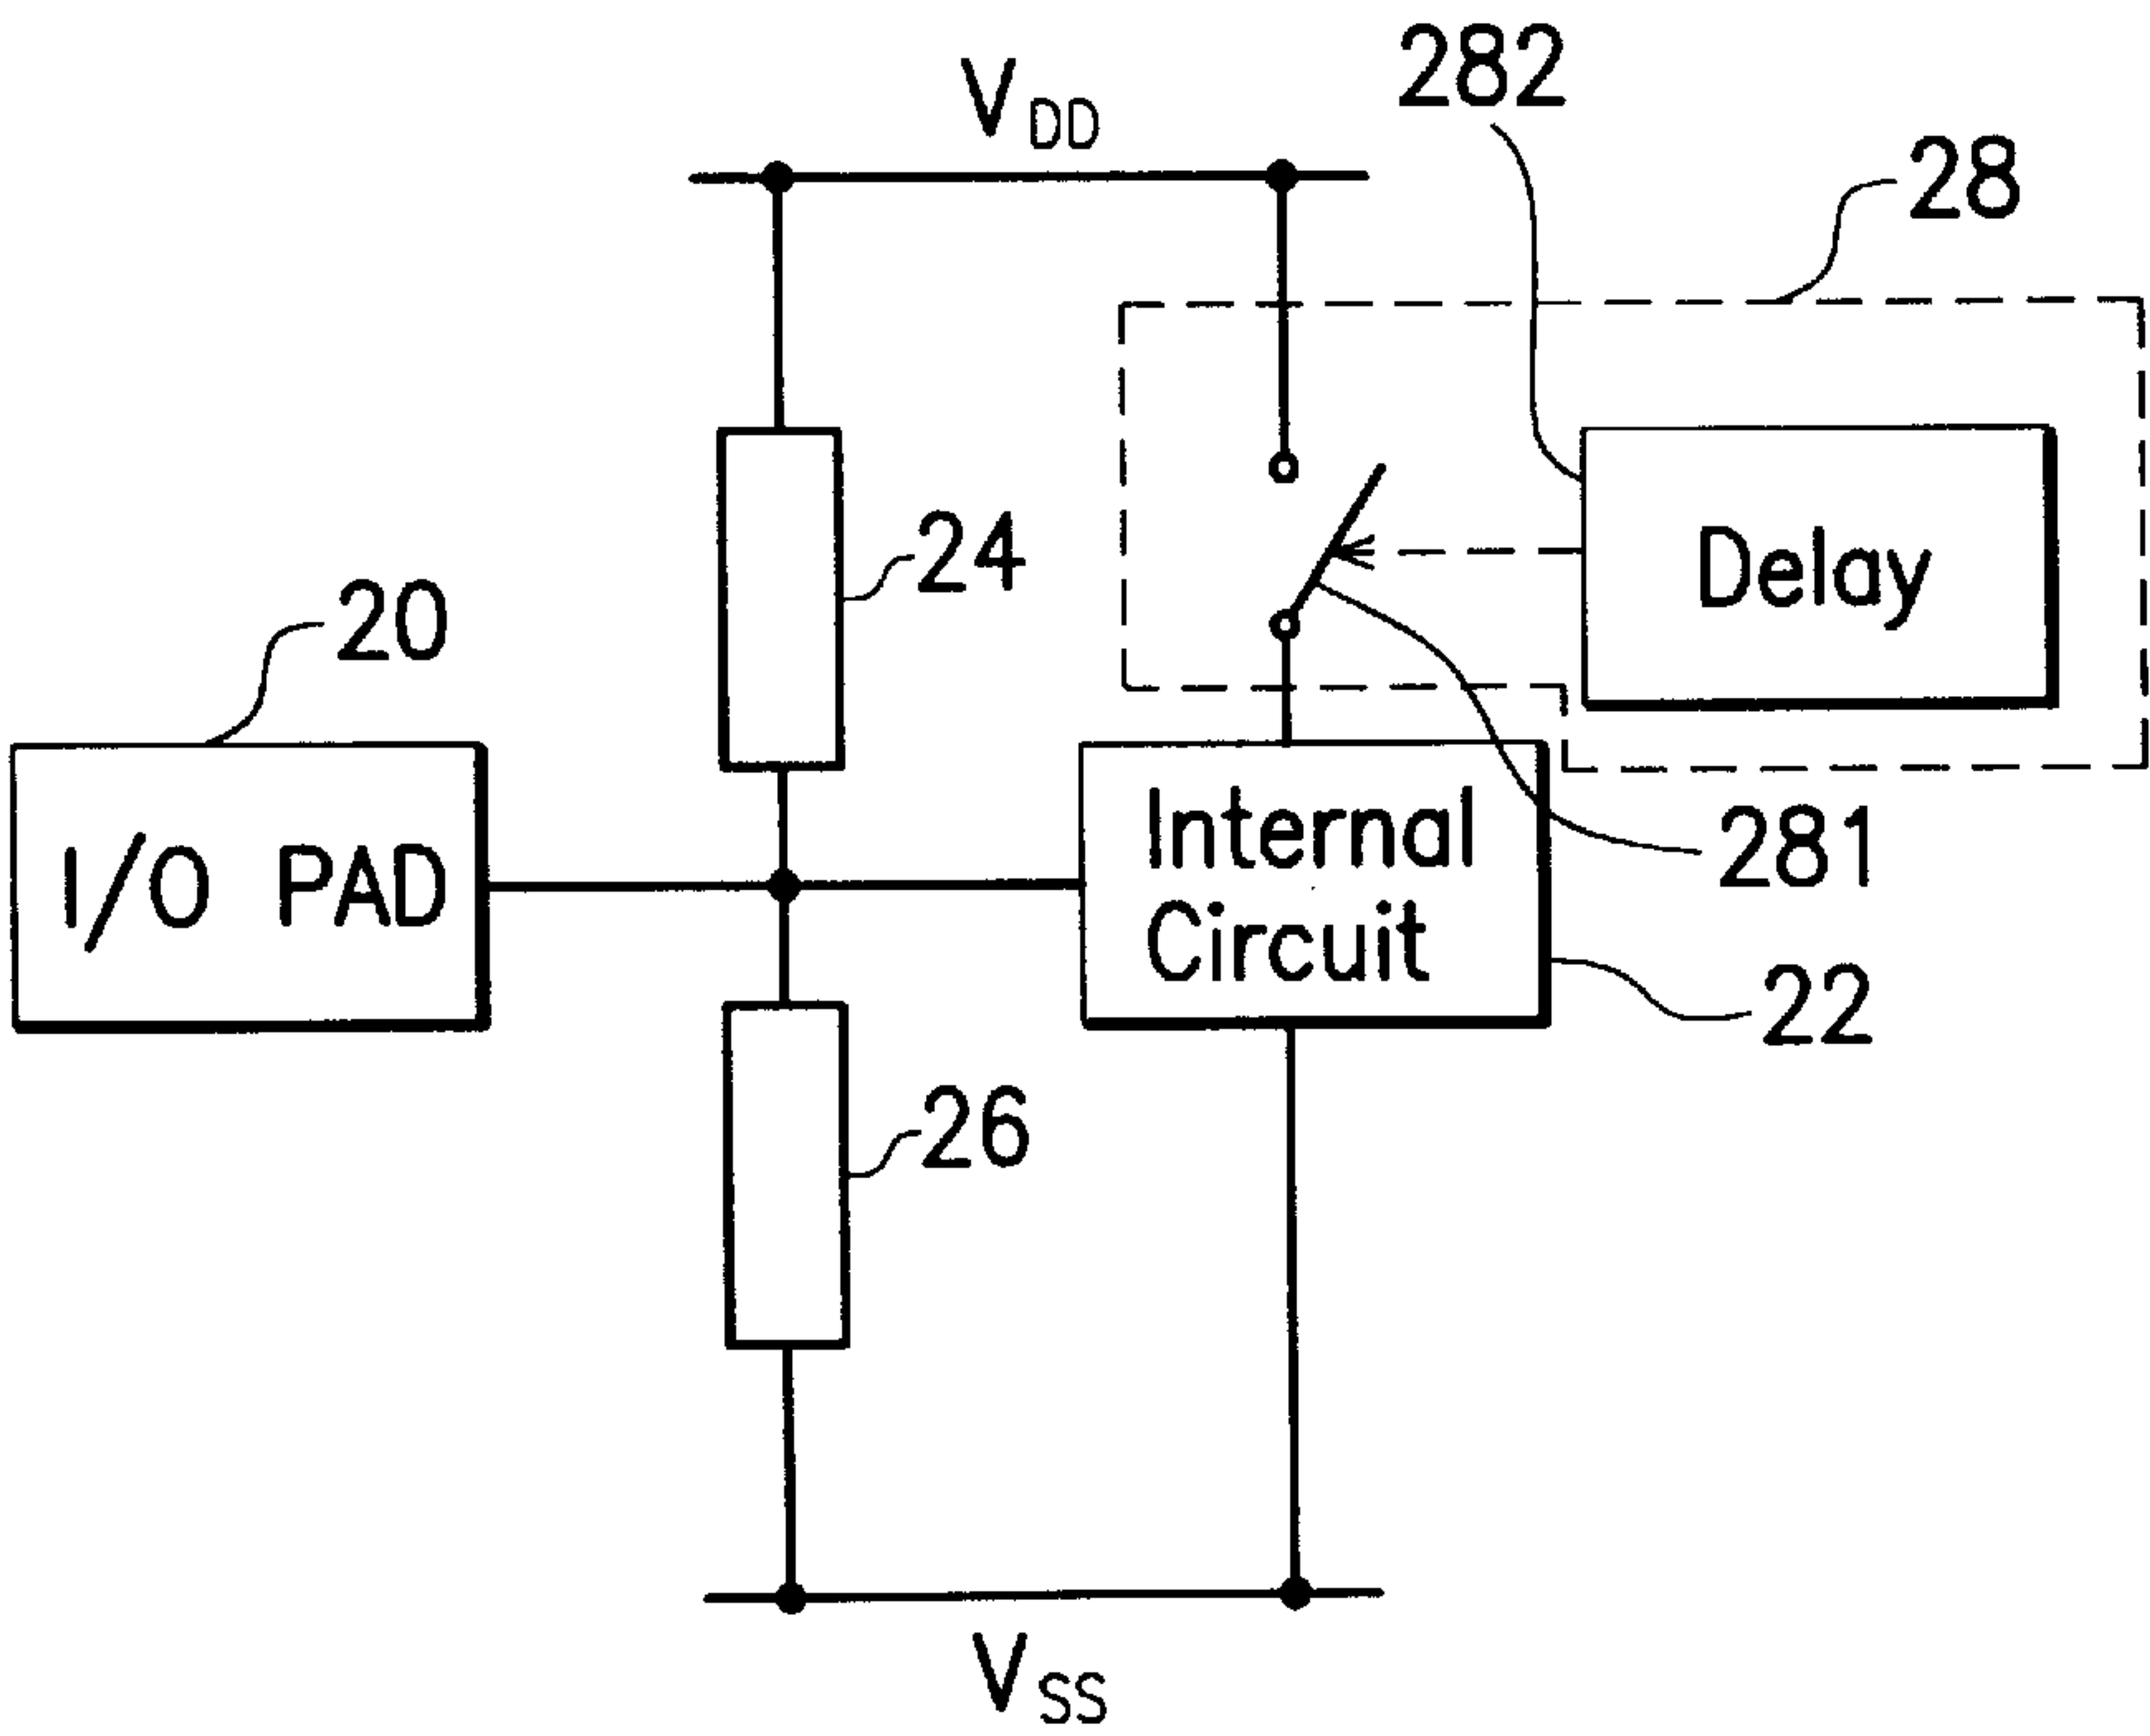 282
V_DD
28
24
Delay
20
Internal
Circuit
281
I/O PAD
22
26
V_SS